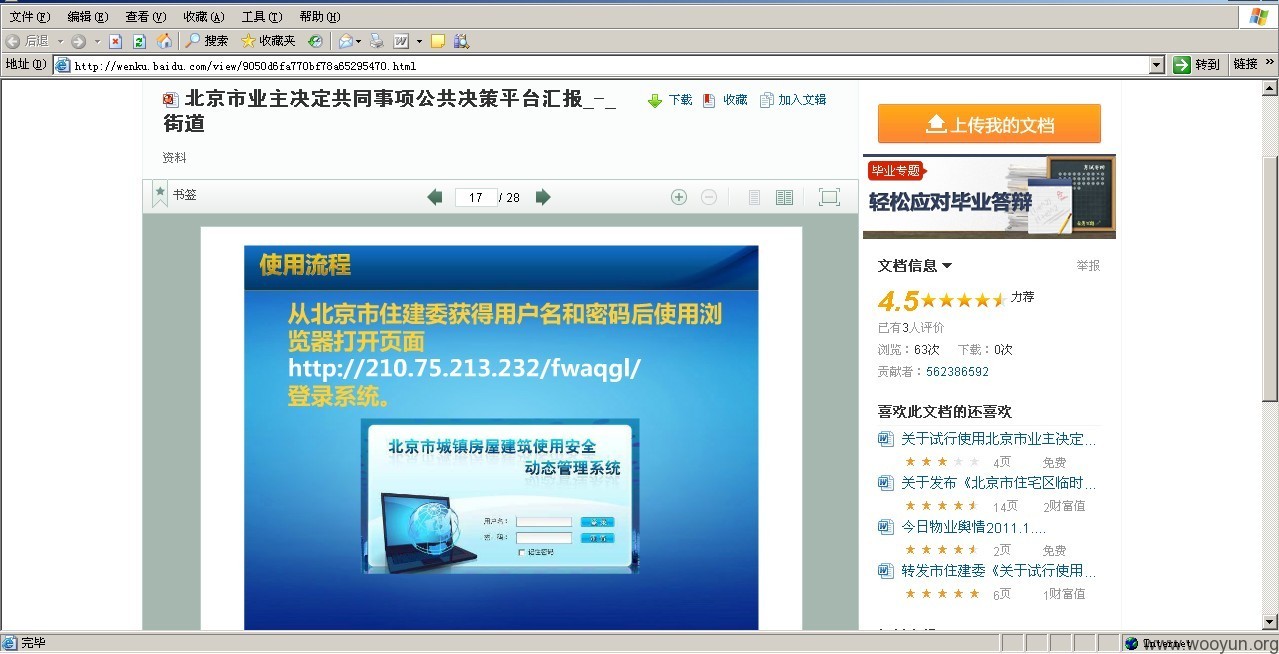 文件(F) 编辑(E) 查看(V) 收藏(A) 工具(T) 帮助(H)
后退 搜索 收藏夹
地址(D) http://wenku.baidu.com/view/9050d6fa770bf78a65295470.html 转到 链接 »
北京市业主决定共同事项公共决策平台汇报_-_
街道
下载 收藏 加入文辑
资料
书签 17 / 28
使用流程
从北京市住建委获得用户名和密码后使用浏
览器打开页面
http://210.75.213.232/fwaqgl/
登录系统。
北京市城镇房屋建筑使用安全
动态管理系统
用户名：
密 码：
记住密码
上传我的文档
毕业专题
轻松应对毕业答辩
文档信息 举报
4.5 力荐
已有3人评价
浏览：63次 下载：0次
贡献者：562386592
喜欢此文档的还喜欢
关于试行使用北京市业主决定...
4页 免费
关于发布《北京市住宅区临时...
14页 2财富值
今日物业舆情2011.1....
2页 免费
转发市住建委《关于试行使用...
6页 1财富值
完毕 Internet
www.wooyun.org